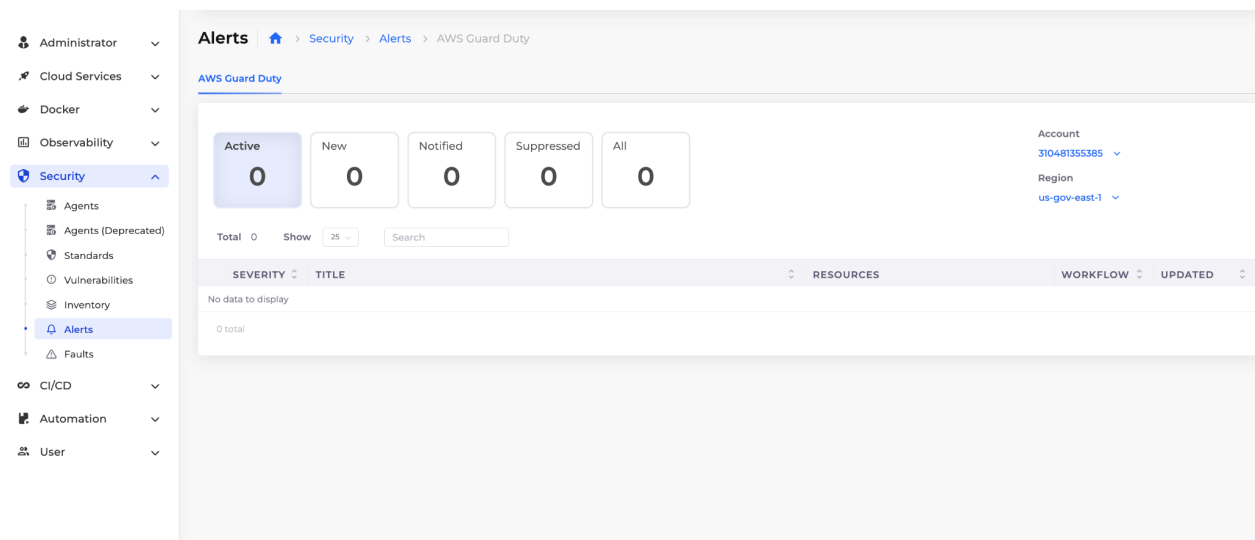 Administrator
Cloud Services
Docker
Observability
Security
Agents
Agents (Deprecated)
Standards
Vulnerabilities
Inventory
Alerts
Faults
CI/CD
Automation
User
Alerts > Security > Alerts > AWS Guard Duty
AWS Guard Duty
Active New Notified Suppressed All
0 0 0 0 0
Account
310481355385
Region
us-gov-east-1
Total 0 Show 25 Search
SEVERITY TITLE RESOURCES WORKFLOW UPDATED
No data to display
0 total